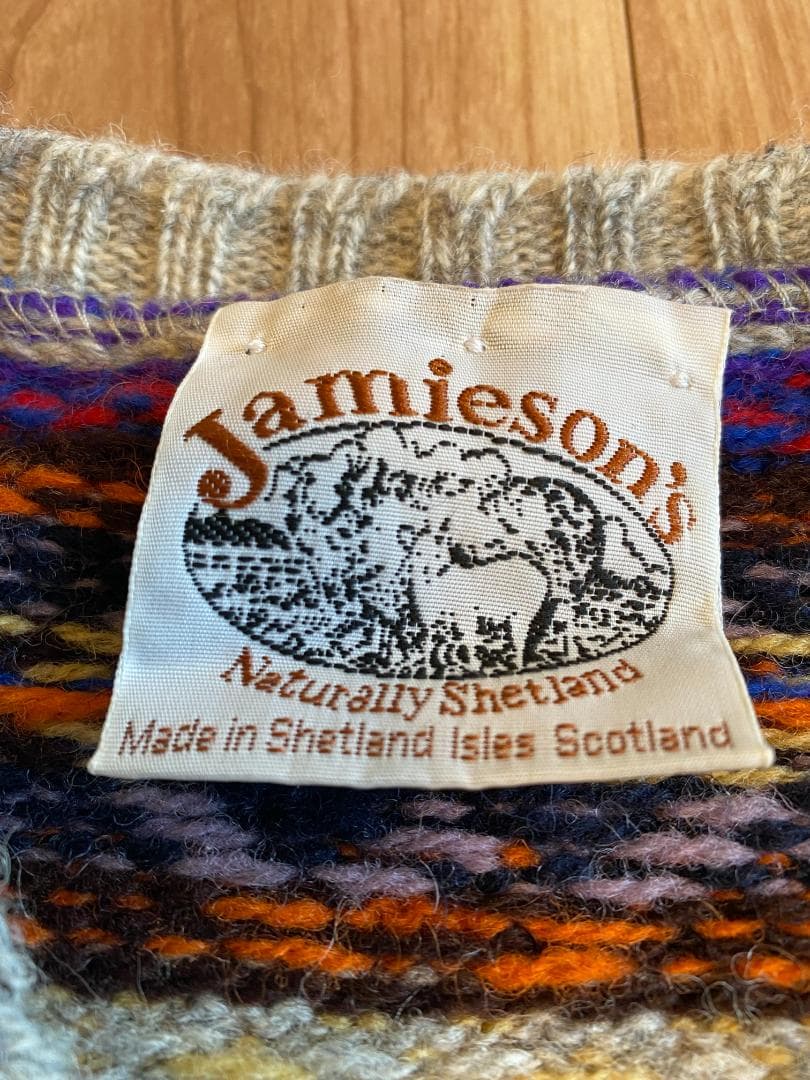 Jamieson's
Naturally Shetland
Made in Shetland Isles Scotland